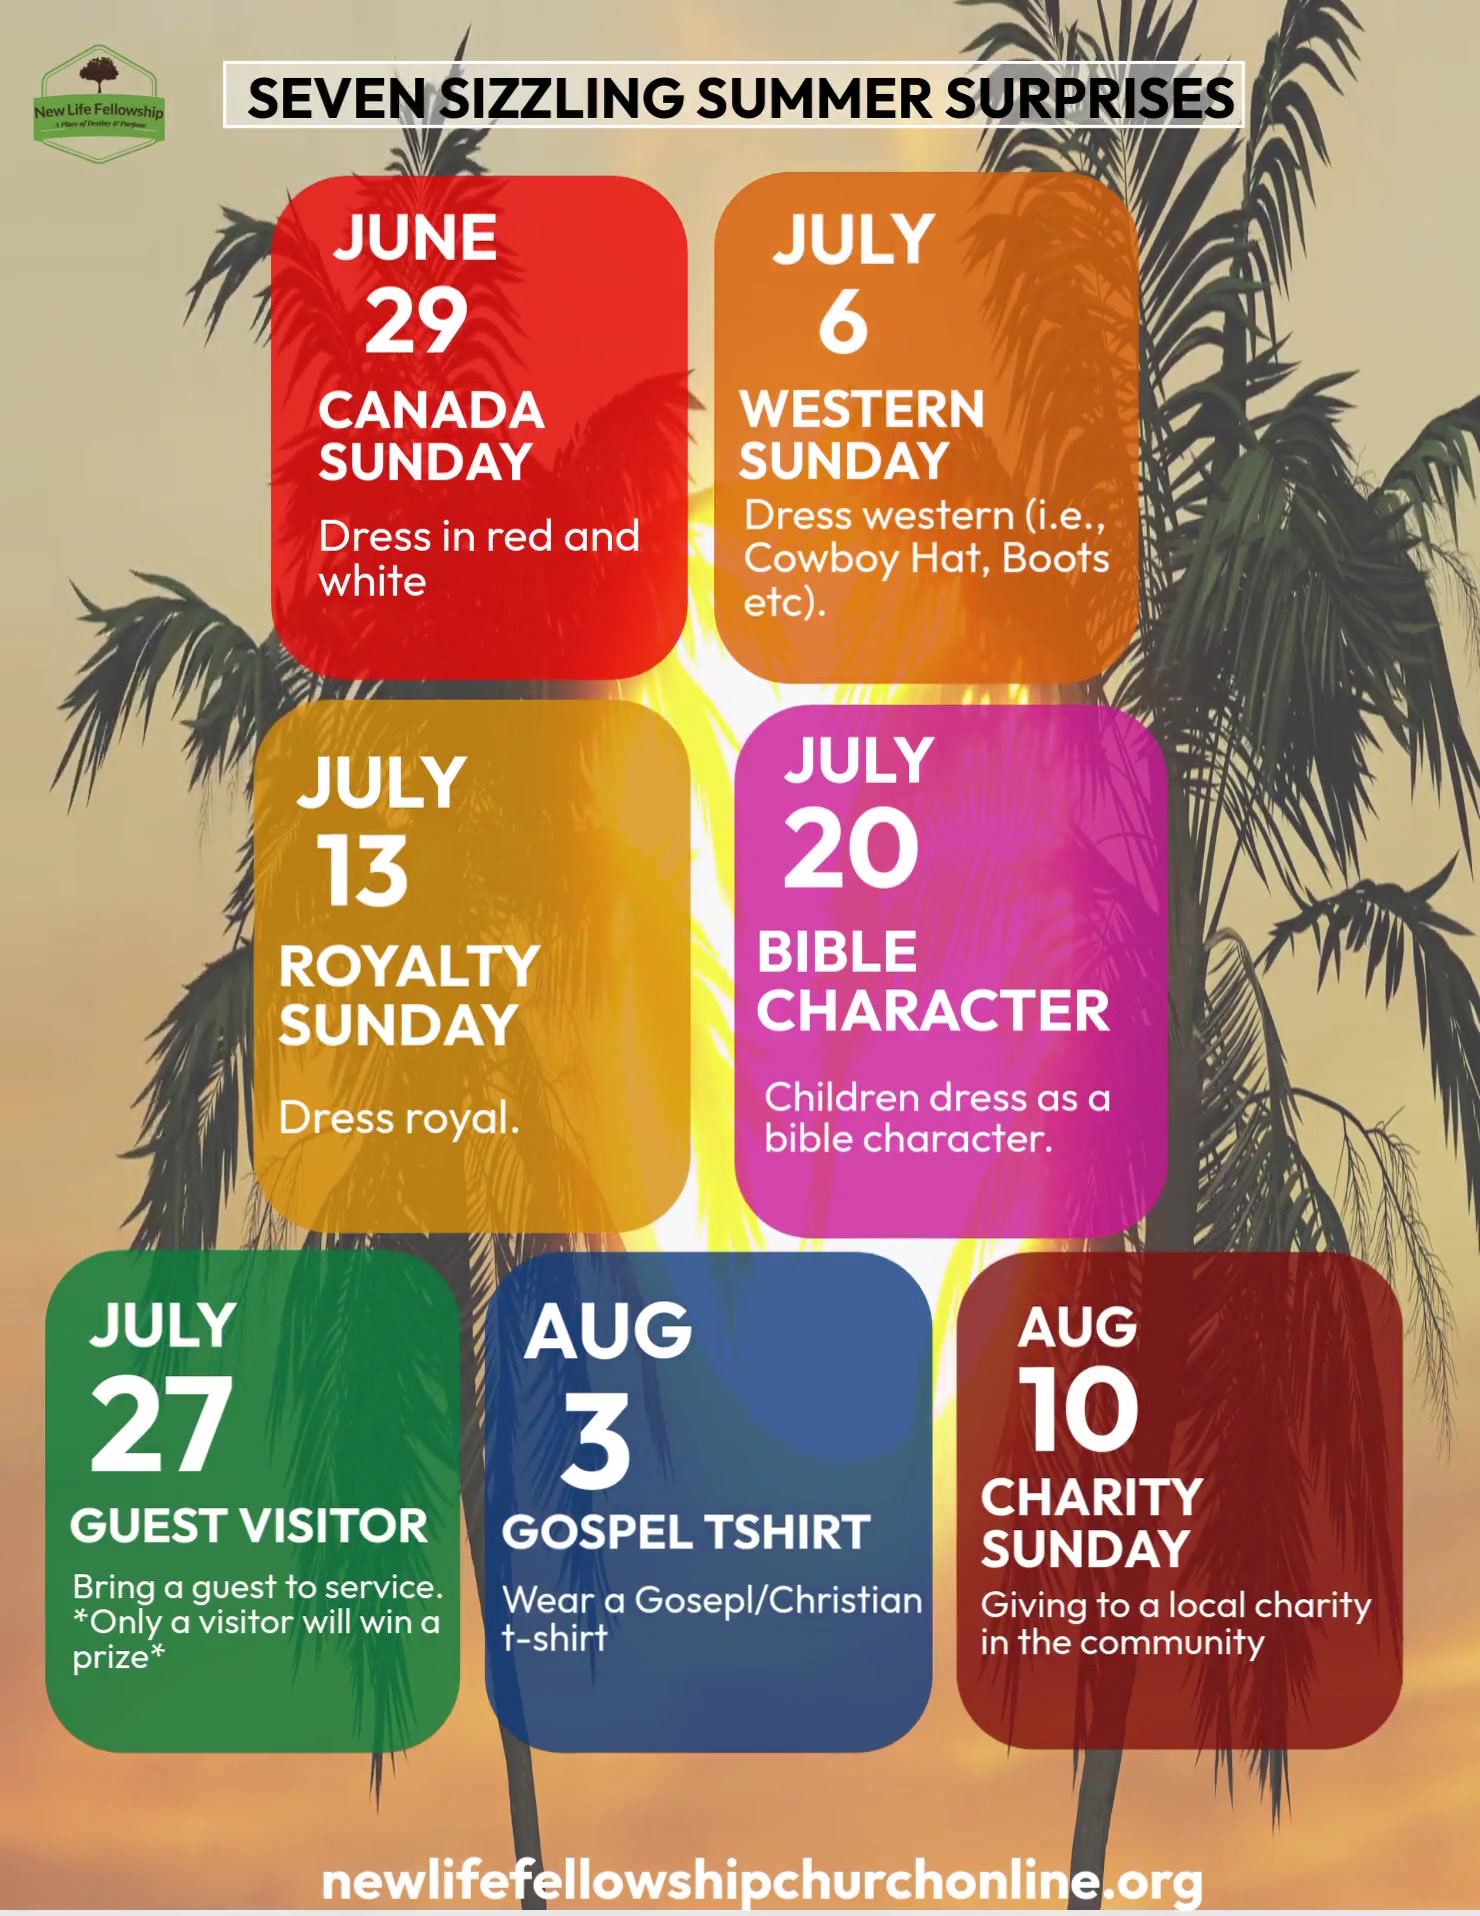 New Life Fellowship
A Place of Destiny & Purpose
SEVEN SIZZLING SUMMER SURPRISES
JUNE
29
CANADA
SUNDAY
Dress in red and
white
JULY
6
WESTERN
SUNDAY
Dress western (i.e.,
Cowboy Hat, Boots
etc).
JULY
13
ROYALTY
SUNDAY
Dress royal.
JULY
20
BIBLE
CHARACTER
Children dress as a
bible character.
JULY
27
GUEST VISITOR
Bring a guest to service.
*Only a visitor will win a
prize*
AUG
3
GOSPEL TSHIRT
Wear a Gosepl/Christian
t-shirt
AUG
10
CHARITY
SUNDAY
Giving to a local charity
in the community
newlifefellowshipchurchonline.org